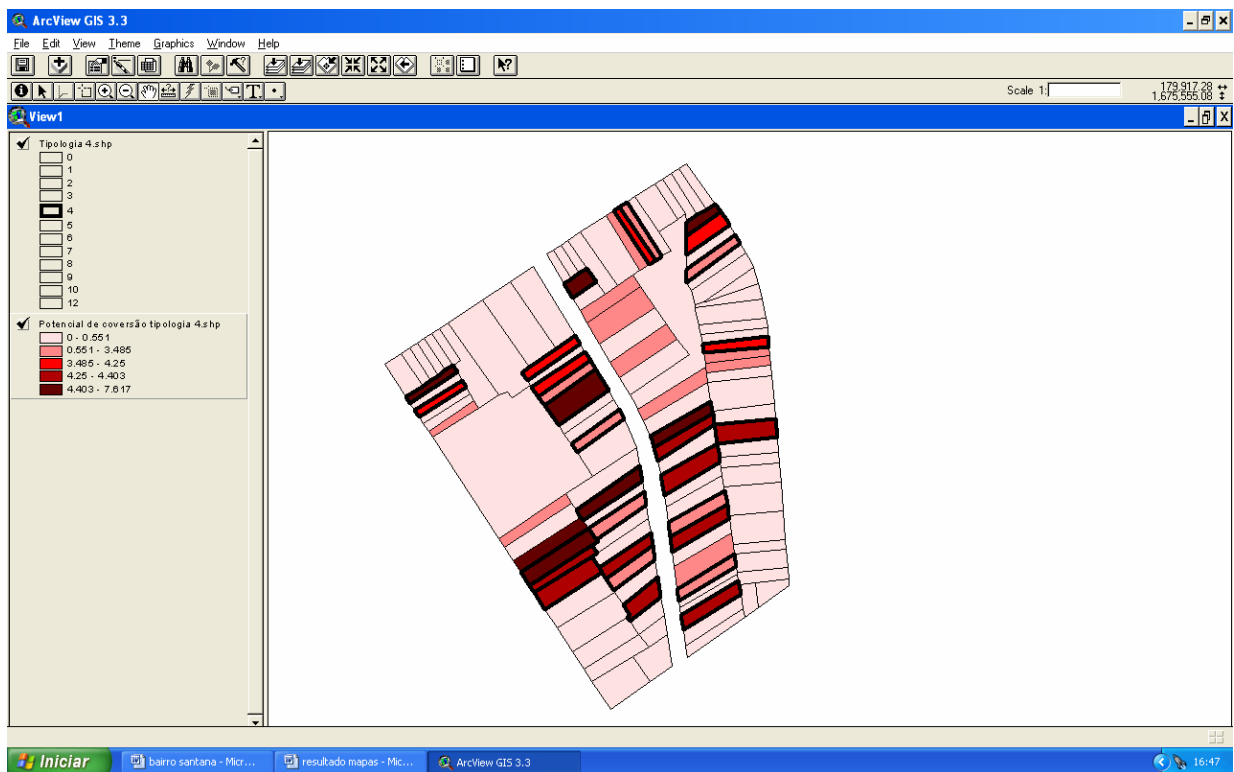 ArcView GIS 3.3
File Edit View Theme Graphics Window Help
Scale 1:
179,917.28
1,675,555.08
View1
Tipologia 4.shp
0
1
2
3
4
5
6
7
8
9
10
12
Potencial de coversão tipologia 4.shp
0 - 0.551
0.551 - 3.485
3.485 - 4.25
4.25 - 4.403
4.403 - 7.617
Iniciar
bairro santana - Micr...
resultado mapas - Mic...
ArcView GIS 3.3
16:47